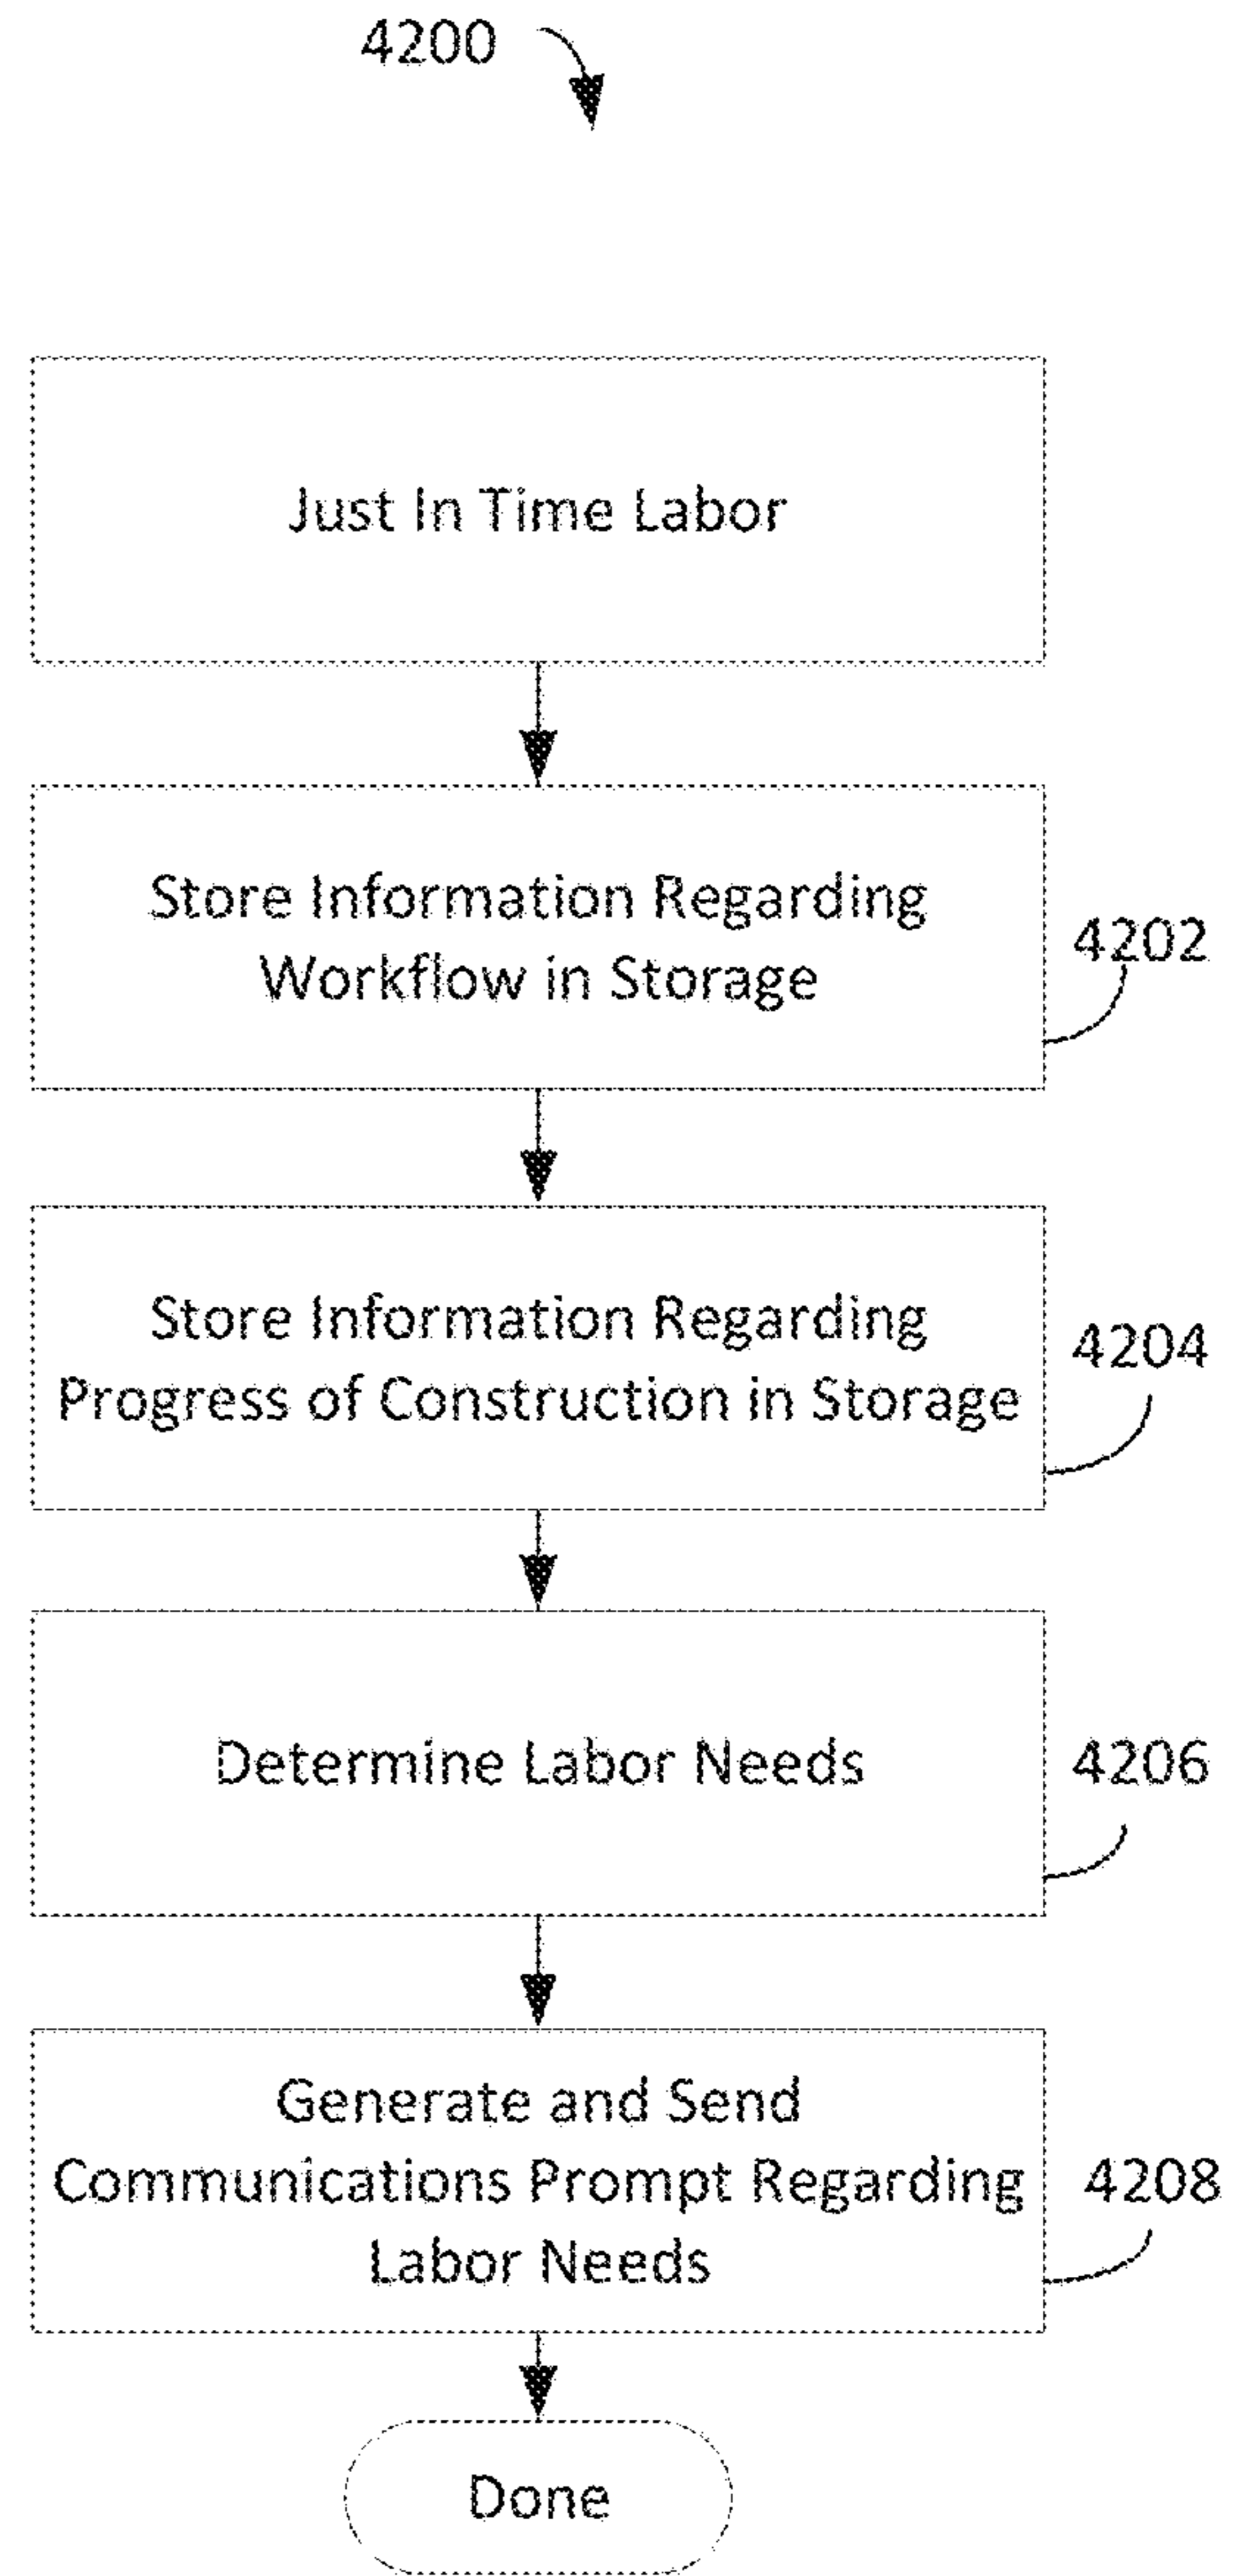 4200
Just In Time Labor
Store Information Regarding
Workflow in Storage
4202
Store Information Regarding
Progress of Construction in Storage
4204
Determine Labor Needs
4206
Generate and Send
Communications Prompt Regarding
Labor Needs
4208
Done